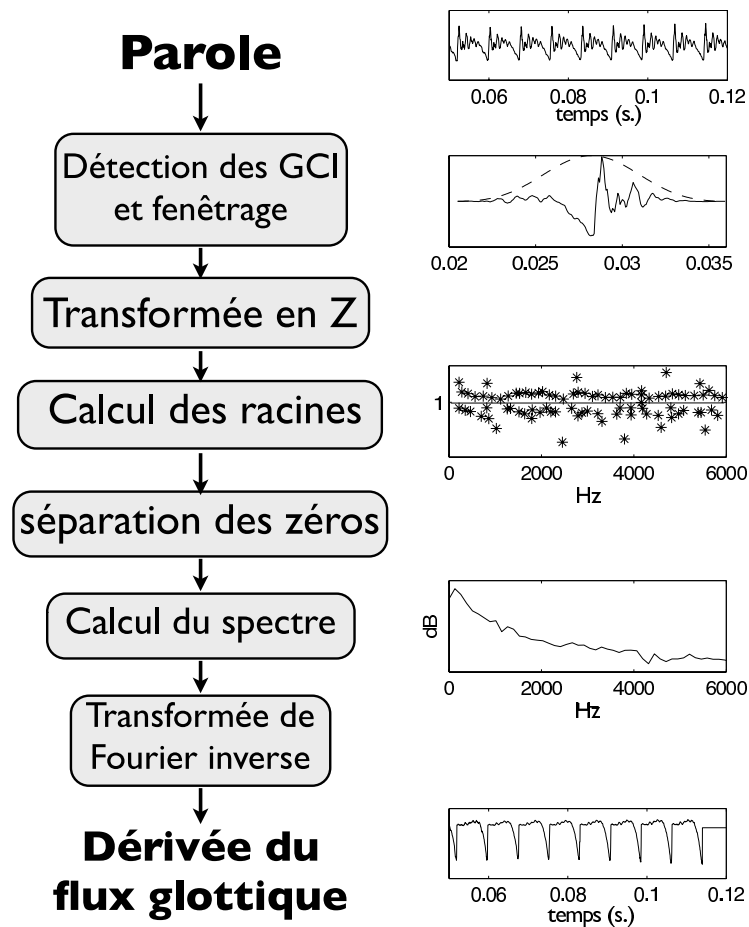 Parole
0.06 0.08 0.1 0.12
temps (s.)
Détection des GCI
et fenêtrage
0.02 0.025 0.03 0.035
Transformée en Z
Calcul des racines
1
0 2000 4000 6000
Hz
séparation des zéros
Calcul du spectre
dB
0 2000 4000 6000
Hz
Transformée de
Fourier inverse
Dérivée du
flux glottique
0.06 0.08 0.1 0.12
temps (s.)